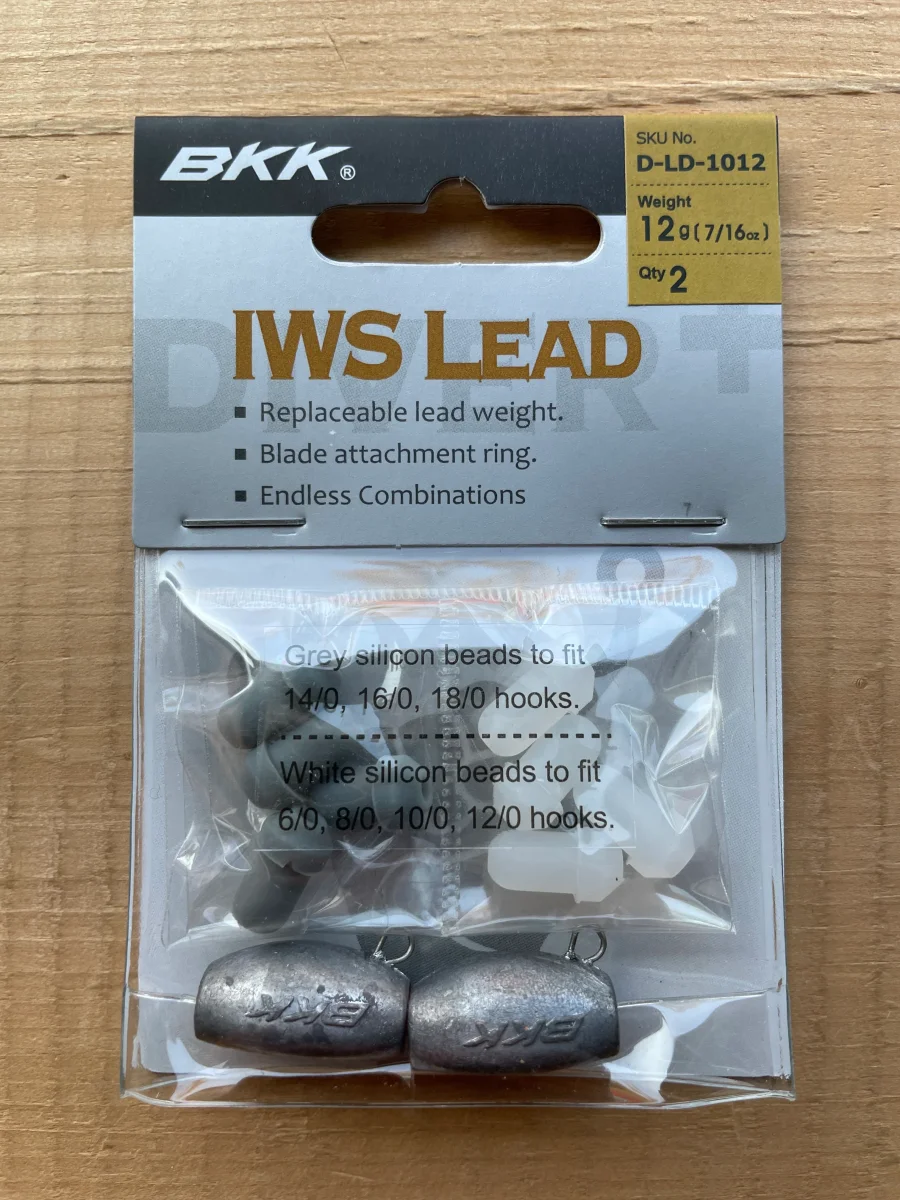 BKK®
SKU No.
D-LD-1012
Weight
12g(7/16oz)
Qty 2
DIVER+
IWS LEAD
▪ Replaceable lead weight.
▪ Blade attachment ring.
▪ Endless Combinations
Grey silicon beads to fit
14/0, 16/0, 18/0 hooks.
White silicon beads to fit
6/0, 8/0, 10/0, 12/0 hooks.
BKK
BKK